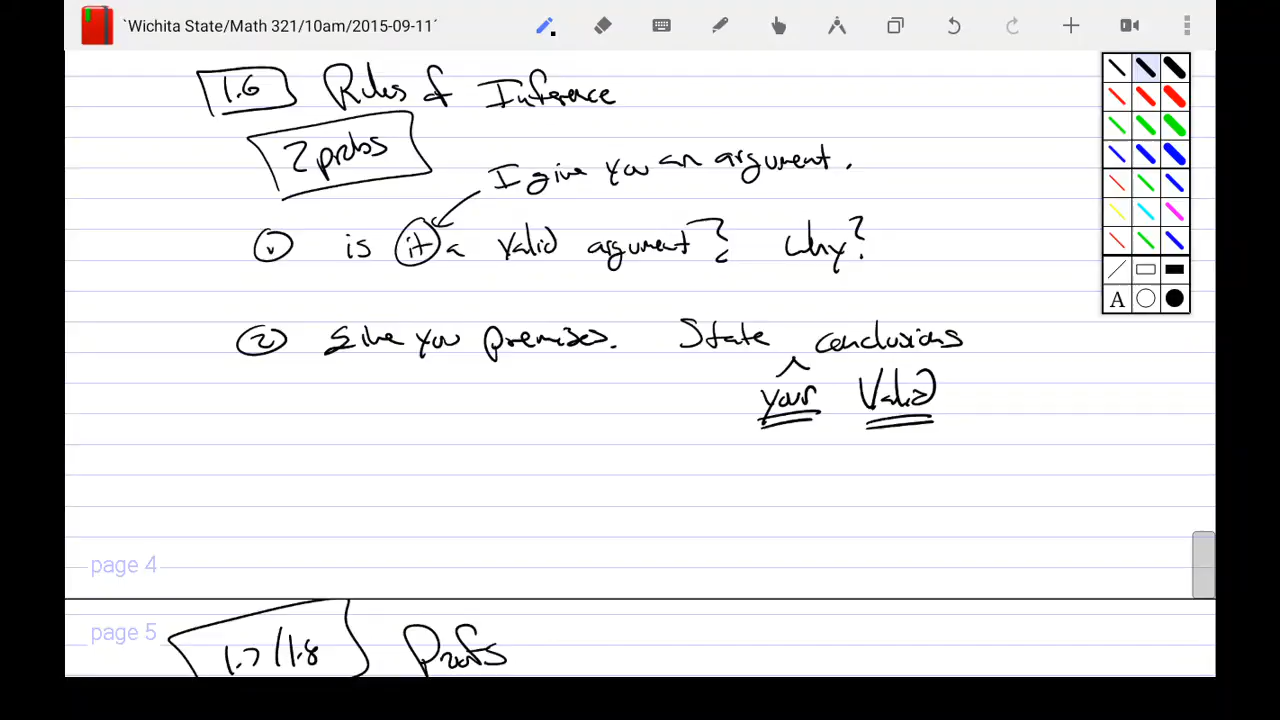 `Wichita State/Math 321/10am/2015-09-11´
1.6 Rules of Inference
2 probs
I give you an argument.
① is it a valid argument? Why?
② Give you premises. State conclusions
^
your Valid
A
page 4
page 5
1.7/1.8 Proofs